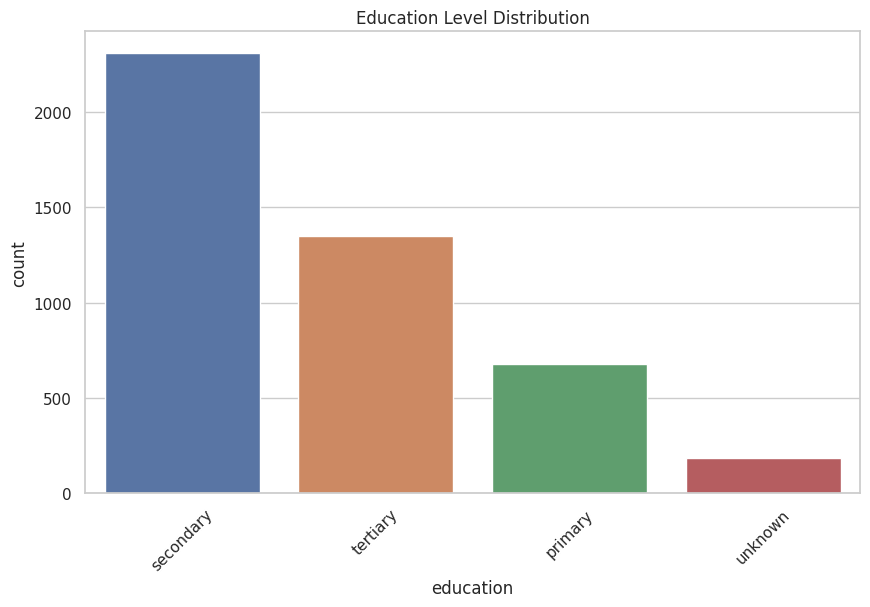 Education Level Distribution
count
2000
1500
1000
500
0
secondary
tertiary
primary
unknown
education